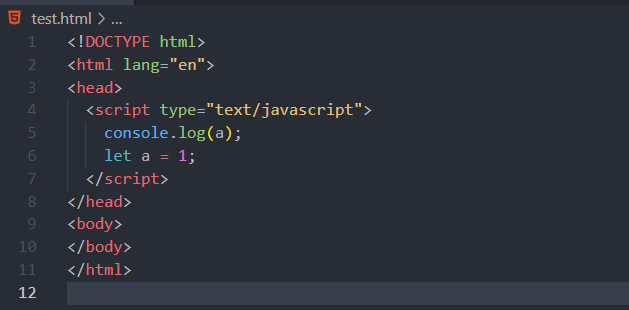 test.html > ...
1 <!DOCTYPE html>
2 <html lang="en">
3 <head>
4   <script type="text/javascript">
5     console.log(a);
6     let a = 1;
7   </script>
8 </head>
9 <body>
10 </body>
11 </html>
12